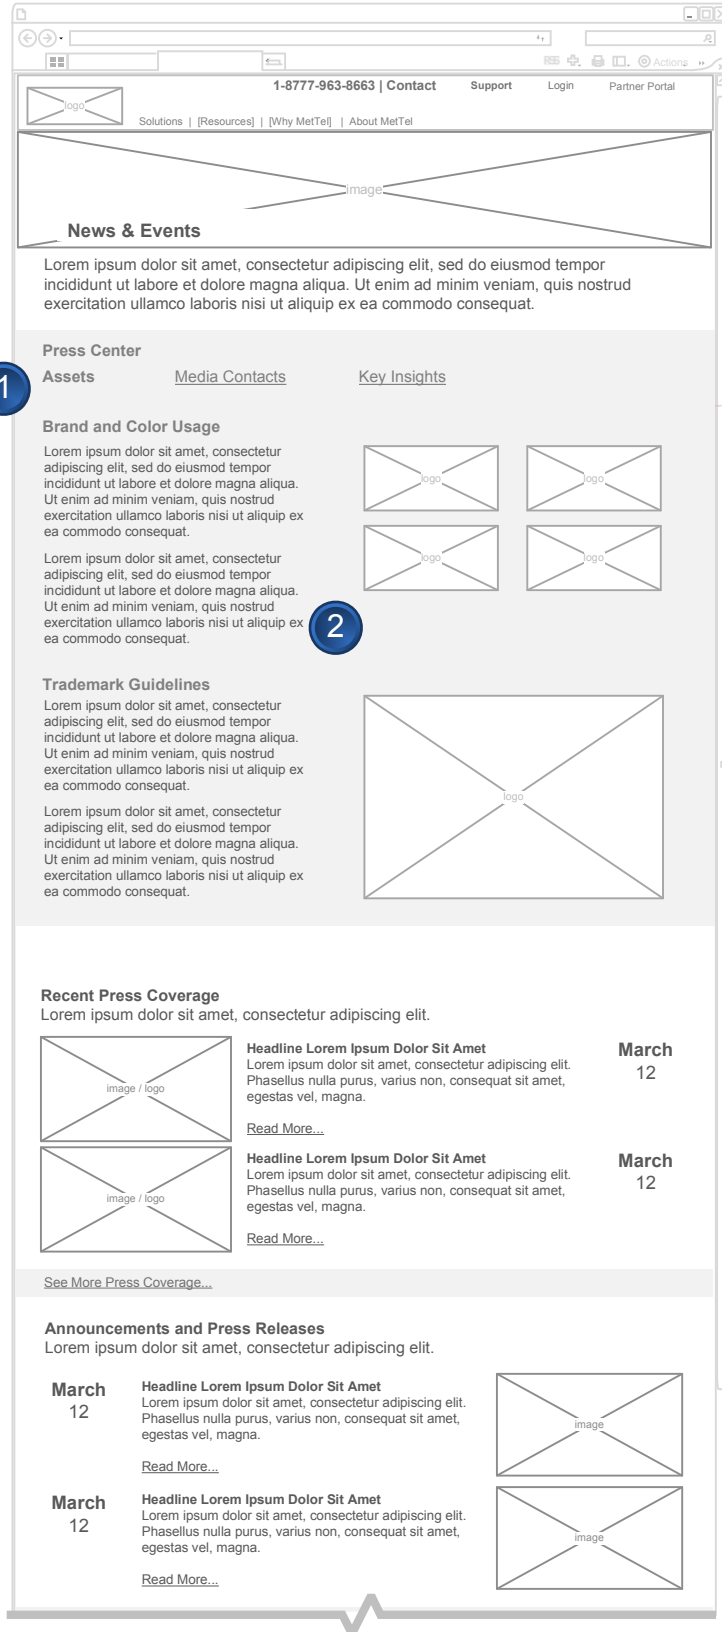 RSS Actions »
1-8777-963-8663 | Contact Support Login Partner Portal
logo
Solutions | [Resources] | [Why MetTel] | About MetTel
image
News & Events
Lorem ipsum dolor sit amet, consectetur adipiscing elit, sed do eiusmod tempor
incididunt ut labore et dolore magna aliqua. Ut enim ad minim veniam, quis nostrud
exercitation ullamco laboris nisi ut aliquip ex ea commodo consequat.
Press Center
1
Assets Media Contacts Key Insights
Brand and Color Usage
Lorem ipsum dolor sit amet, consectetur
adipiscing elit, sed do eiusmod tempor
incididunt ut labore et dolore magna aliqua.
Ut enim ad minim veniam, quis nostrud
exercitation ullamco laboris nisi ut aliquip ex
ea commodo consequat.
Lorem ipsum dolor sit amet, consectetur
adipiscing elit, sed do eiusmod tempor
incididunt ut labore et dolore magna aliqua.
Ut enim ad minim veniam, quis nostrud
exercitation ullamco laboris nisi ut aliquip ex
ea commodo consequat.
logo logo
logo logo
2
Trademark Guidelines
Lorem ipsum dolor sit amet, consectetur
adipiscing elit, sed do eiusmod tempor
incididunt ut labore et dolore magna aliqua.
Ut enim ad minim veniam, quis nostrud
exercitation ullamco laboris nisi ut aliquip ex
ea commodo consequat.
Lorem ipsum dolor sit amet, consectetur
adipiscing elit, sed do eiusmod tempor
incididunt ut labore et dolore magna aliqua.
Ut enim ad minim veniam, quis nostrud
exercitation ullamco laboris nisi ut aliquip ex
ea commodo consequat.
logo
Recent Press Coverage
Lorem ipsum dolor sit amet, consectetur adipiscing elit.
image / logo
Headline Lorem Ipsum Dolor Sit Amet
Lorem ipsum dolor sit amet, consectetur adipiscing elit.
Phasellus nulla purus, varius non, consequat sit amet,
egestas vel, magna.
Read More...
March
12
image / logo
Headline Lorem Ipsum Dolor Sit Amet
Lorem ipsum dolor sit amet, consectetur adipiscing elit.
Phasellus nulla purus, varius non, consequat sit amet,
egestas vel, magna.
Read More...
March
12
See More Press Coverage...
Announcements and Press Releases
Lorem ipsum dolor sit amet, consectetur adipiscing elit.
March
12
Headline Lorem Ipsum Dolor Sit Amet
Lorem ipsum dolor sit amet, consectetur adipiscing elit.
Phasellus nulla purus, varius non, consequat sit amet,
egestas vel, magna.
Read More...
image
March
12
Headline Lorem Ipsum Dolor Sit Amet
Lorem ipsum dolor sit amet, consectetur adipiscing elit.
Phasellus nulla purus, varius non, consequat sit amet,
egestas vel, magna.
Read More...
image